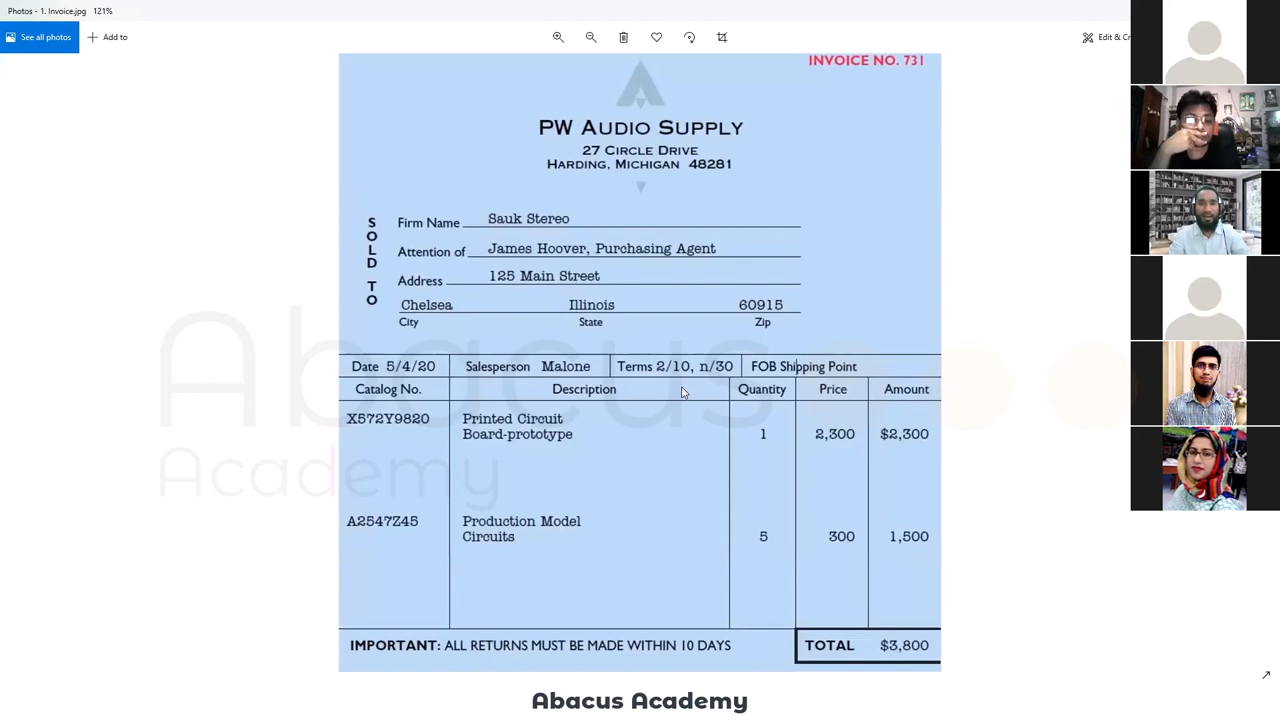 Photos - 1. Invoice.jpg 121%
See all photos
Add to
Edit & Cr
INVOICE NO. 731
PW AUDIO SUPPLY
27 CIRCLE DRIVE
HARDING, MICHIGAN 48281
SOLD TO
Firm Name Sauk Stereo
Attention of James Hoover, Purchasing Agent
Address 125 Main Street
Chelsea Illinois 60915
City State Zip
Date 5/4/20 Salesperson Malone Terms 2/10, n/30 FOB Shipping Point
Catalog No. Description Quantity Price Amount
X572Y9820 Printed Circuit
Board-prototype 1 2,300 $2,300
A2547Z45 Production Model
Circuits 5 300 1,500
IMPORTANT: ALL RETURNS MUST BE MADE WITHIN 10 DAYS TOTAL $3,800
Abacus
Academy
Abacus Academy